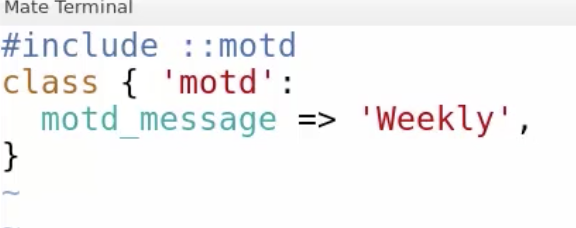 Mate Terminal
#include ::motd
class { 'motd':
  motd_message => 'Weekly',
}
~